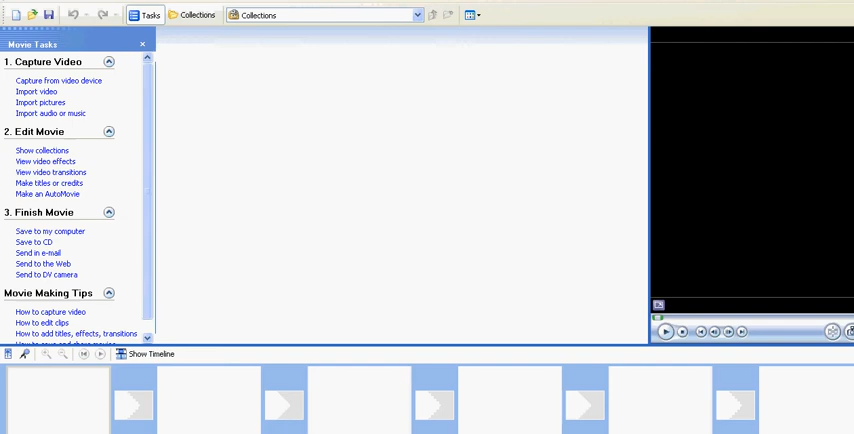 Tasks Collections Collections
Movie Tasks
1. Capture Video
Capture from video device
Import video
Import pictures
Import audio or music
2. Edit Movie
Show collections
View video effects
View video transitions
Make titles or credits
Make an AutoMovie
3. Finish Movie
Save to my computer
Save to CD
Send in e-mail
Send to the Web
Send to DV camera
Movie Making Tips
How to capture video
How to edit clips
How to add titles, effects, transitions
Show Timeline